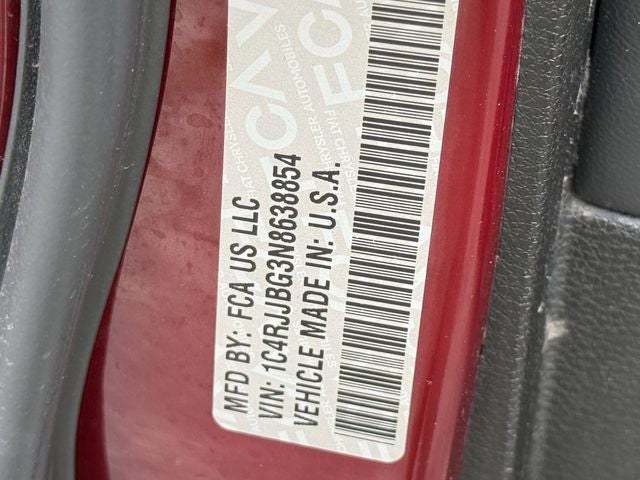 MFD BY: FCA US LLC
VIN: 1C4RJJBG3N8638854
VEHICLE MADE IN: U.S.A.